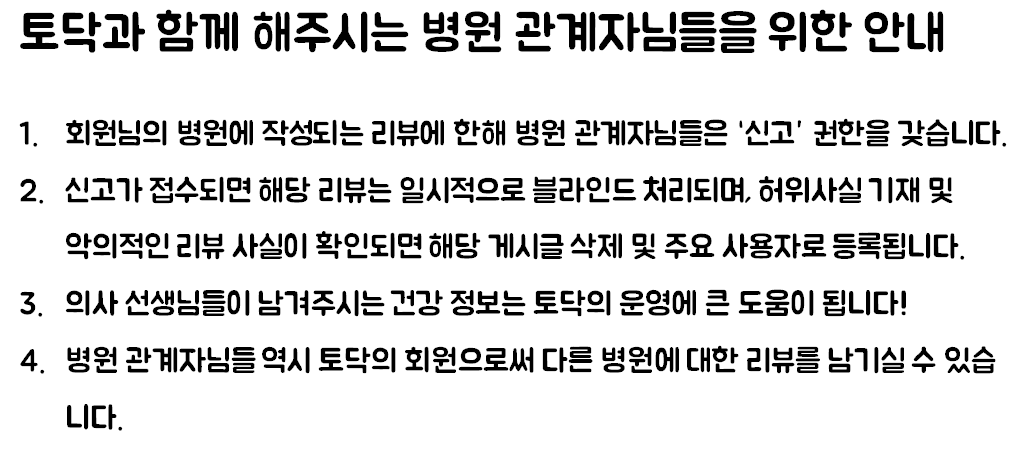 토닥과 함께 해주시는 병원 관계자님들을 위한 안내
1. 회원님의 병원에 작성되는 리뷰에 한해 병원 관계자님들은 '신고' 권한을 갖습니다.
2. 신고가 접수되면 해당 리뷰는 일시적으로 블라인드 처리되며, 허위사실 기재 및
악의적인 리뷰 사실이 확인되면 해당 게시글 삭제 및 주요 사용자로 등록됩니다.
3. 의사 선생님들이 남겨주시는 건강 정보는 토닥의 운영에 큰 도움이 됩니다!
4. 병원 관계자님들 역시 토닥의 회원으로써 다른 병원에 대한 리뷰를 남기실 수 있습
니다.